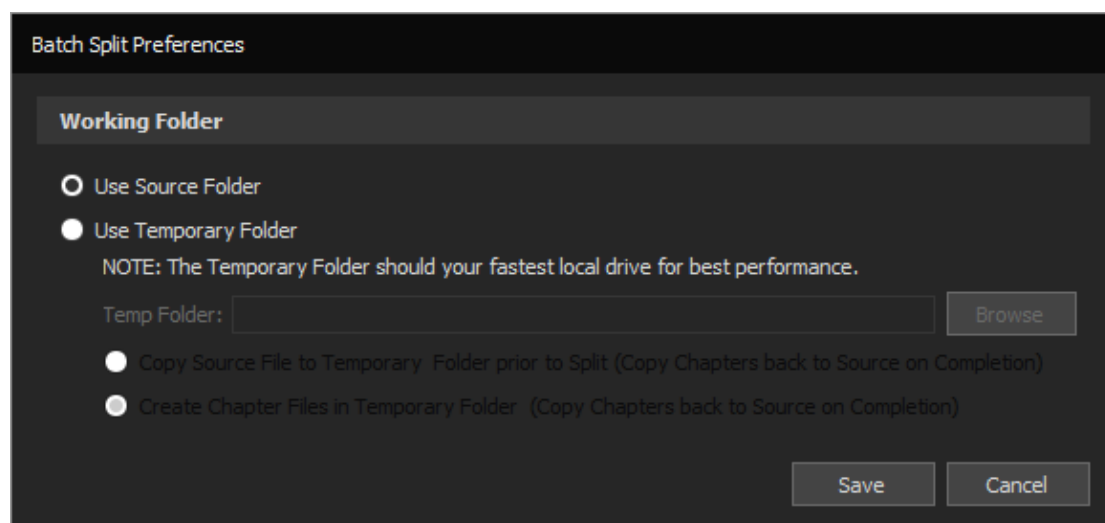 Batch Split Preferences
Working Folder
Use Source Folder
Use Temporary Folder
NOTE: The Temporary Folder should your fastest local drive for best performance.
Temp Folder: Browse
Copy Source File to Temporary  Folder prior to Split (Copy Chapters back to Source on Completion)
Create Chapter Files in Temporary Folder  (Copy Chapters back to Source on Completion)
Save Cancel